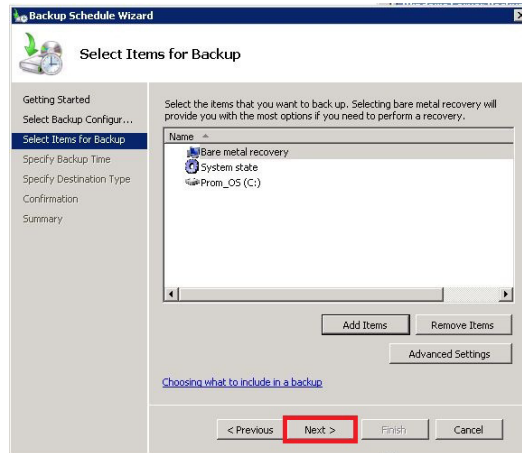 Backup Schedule Wizard
Select Items for Backup
Getting Started
Select Backup Configur...
Select Items for Backup
Specify Backup Time
Specify Destination Type
Confirmation
Summary
Select the items that you want to back up. Selecting bare metal recovery will
provide you with the most options if you need to perform a recovery.
Name
Bare metal recovery
System state
Prom_OS (C:)
Add Items
Remove Items
Advanced Settings
Choosing what to include in a backup
< Previous
Next >
Finish
Cancel